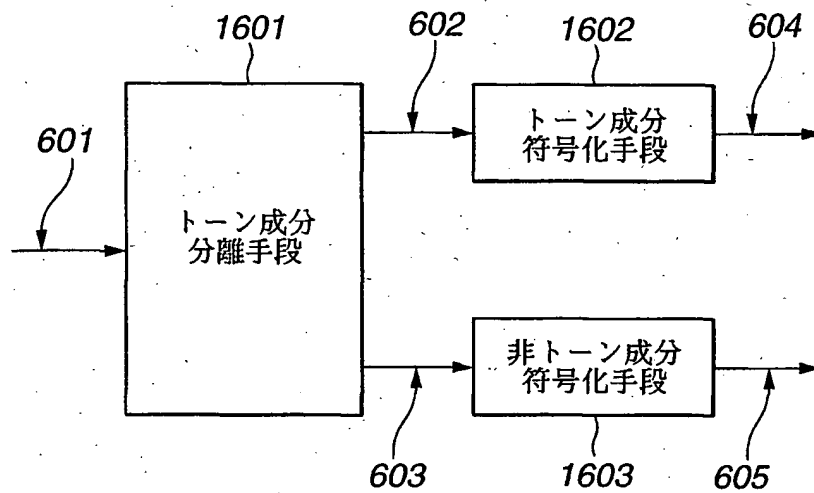 1601
602
1602
604
601
トーン成分
分離手段
トーン成分
符号化手段
非トーン成分
符号化手段
603
1603
605